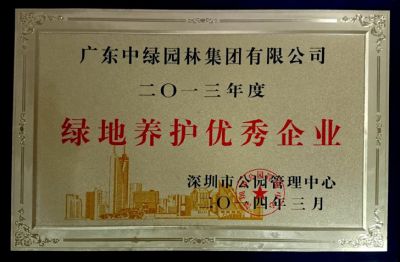 广东中绿园林集团有限公司
二〇一三年度
绿地养护优秀企业
深圳市公园管理中心
二〇一四年三月